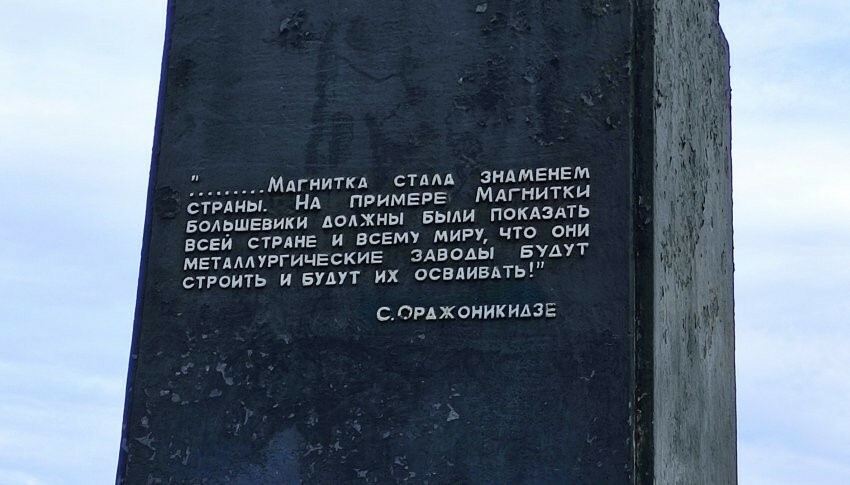 ".........Магнитка стала знаменем
страны. На примере Магнитки
большевики должны были показать
всей стране и всему миру, что они
металлургические заводы будут
строить и будут их осваивать!"
С. Орджоникидзе